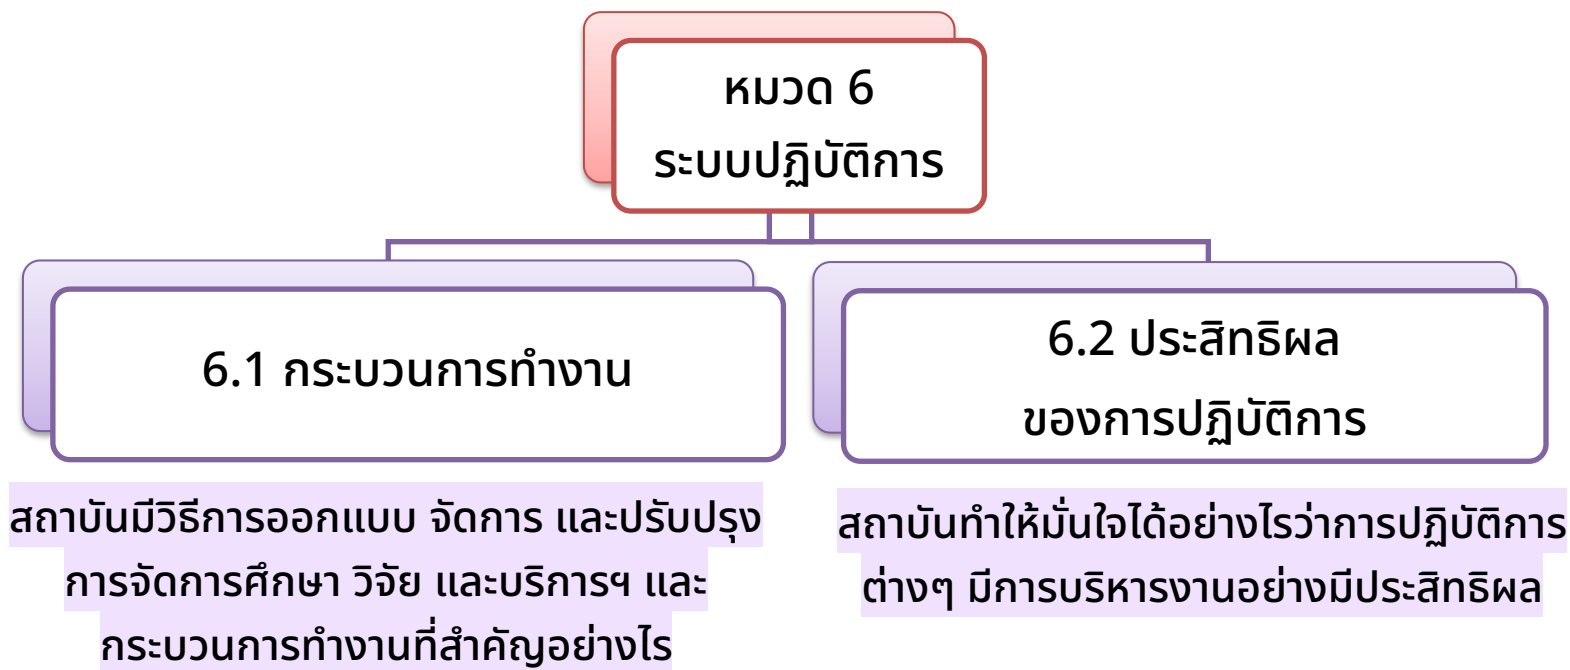 หมวด 6
ระบบปฏิบัติการ
6.1 กระบวนการทำงาน
6.2 ประสิทธิผล
ของการปฏิบัติการ
สถาบันมีวิธีการออกแบบ จัดการ และปรับปรุง
การจัดการศึกษา วิจัย และบริการฯ และ
กระบวนการทำงานที่สำคัญอย่างไร
สถาบันทำให้มั่นใจได้อย่างไรว่าการปฏิบัติการ
ต่างๆ มีการบริหารงานอย่างมีประสิทธิผล